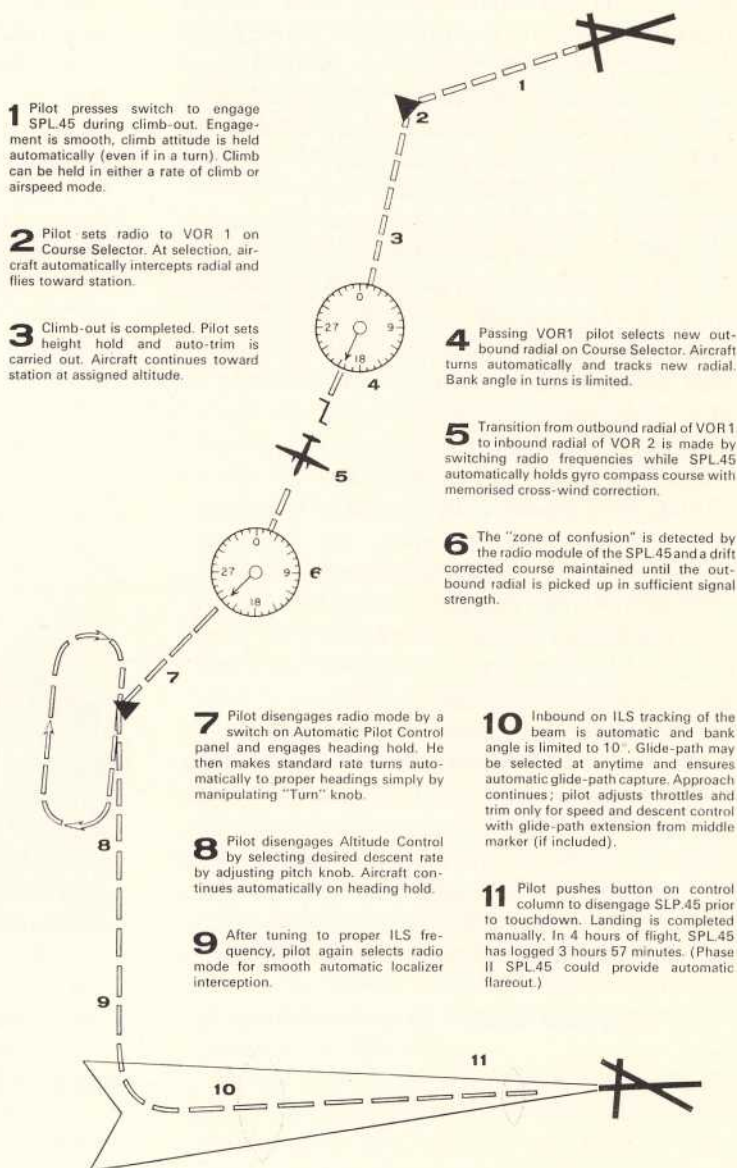 1 Pilot presses switch to engage
SPL.45 during climb-out. Engage-
ment is smooth, climb attitude is held
automatically (even if in a turn). Climb
can be held in either a rate of climb or
airspeed mode.
2 Pilot sets radio to VOR 1 on
Course Selector. At selection, air-
craft automatically intercepts radial and
flies toward station.
3 Climb-out is completed. Pilot sets
height hold and auto-trim is
carried out. Aircraft continues toward
station at assigned altitude.
1
2
3
0
27
9
18
4
5
0
27
9
18
6
7
8
9
10
11
4 Passing VOR1 pilot selects new out-
bound radial on Course Selector. Aircraft
turns automatically and tracks new radial.
Bank angle in turns is limited.
5 Transition from outbound radial of VOR 1
to inbound radial of VOR 2 is made by
switching radio frequencies while SPL.45
automatically holds gyro compass course with
memorised cross-wind correction.
6 The "zone of confusion" is detected by
the radio module of the SPL.45 and a drift
corrected course maintained until the out-
bound radial is picked up in sufficient signal
strength.
7 Pilot disengages radio mode by a
switch on Automatic Pilot Control
panel and engages heading hold. He
then makes standard rate turns auto-
matically to proper headings simply by
manipulating "Turn" knob.
8 Pilot disengages Altitude Control
by selecting desired descent rate
by adjusting pitch knob. Aircraft con-
tinues automatically on heading hold.
9 After tuning to proper ILS fre-
quency, pilot again selects radio
mode for smooth automatic localizer
interception.
10 Inbound on ILS tracking of the
beam is automatic and bank
angle is limited to 10°. Glide-path may
be selected at anytime and ensures
automatic glide-path capture. Approach
continues; pilot adjusts throttles and
trim only for speed and descent control
with glide-path extension from middle
marker (if included).
11 Pilot pushes button on control
column to disengage SLP.45 prior
to touchdown. Landing is completed
manually. In 4 hours of flight, SPL.45
has logged 3 hours 57 minutes. (Phase
II SPL.45 could provide automatic
flareout.)